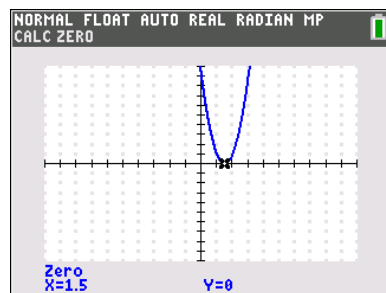 NORMAL FLOAT AUTO REAL RADIAN MP
CALC ZERO
Zero
X=1.5 Y=0